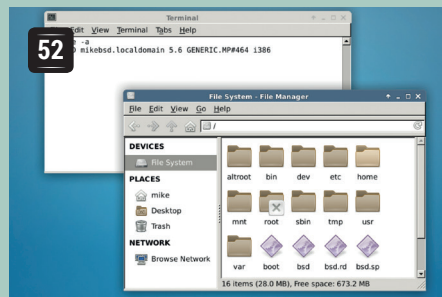 Terminal
Edit View Terminal Tabs Help
-a
mikebsd.localdomain 5.6 GENERIC.MP#464 i386
52
File System - File Manager
File Edit View Go Help
/
DEVICES
File System
PLACES
mike
Desktop
Trash
NETWORK
Browse Network
altroot bin dev etc home
mnt root sbin tmp usr
var boot bsd bsd.rd bsd.sp
16 items (28.0 MB), Free space: 673.2 MB